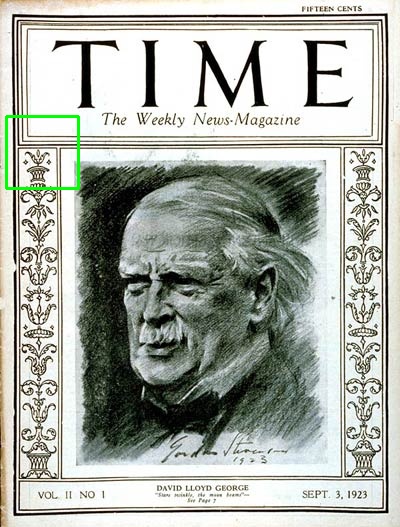 FIFTEEN CENTS
TIME
The Weekly News-Magazine
1923
DAVID LLOYD GEORGE
"Stars twinkle, the moon beams"—
See Page 7
VOL. II NO 1
SEPT. 3, 1923